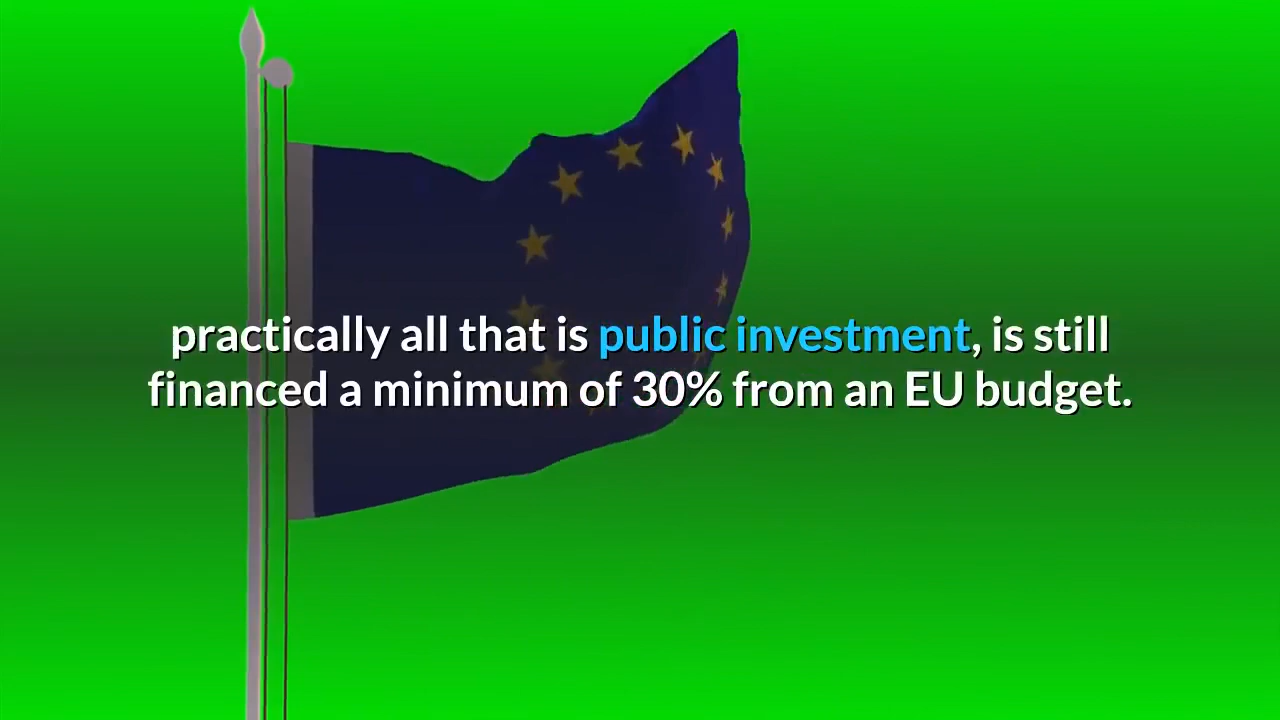 practically all that is public investment, is still
financed a minimum of 30% from an EU budget.